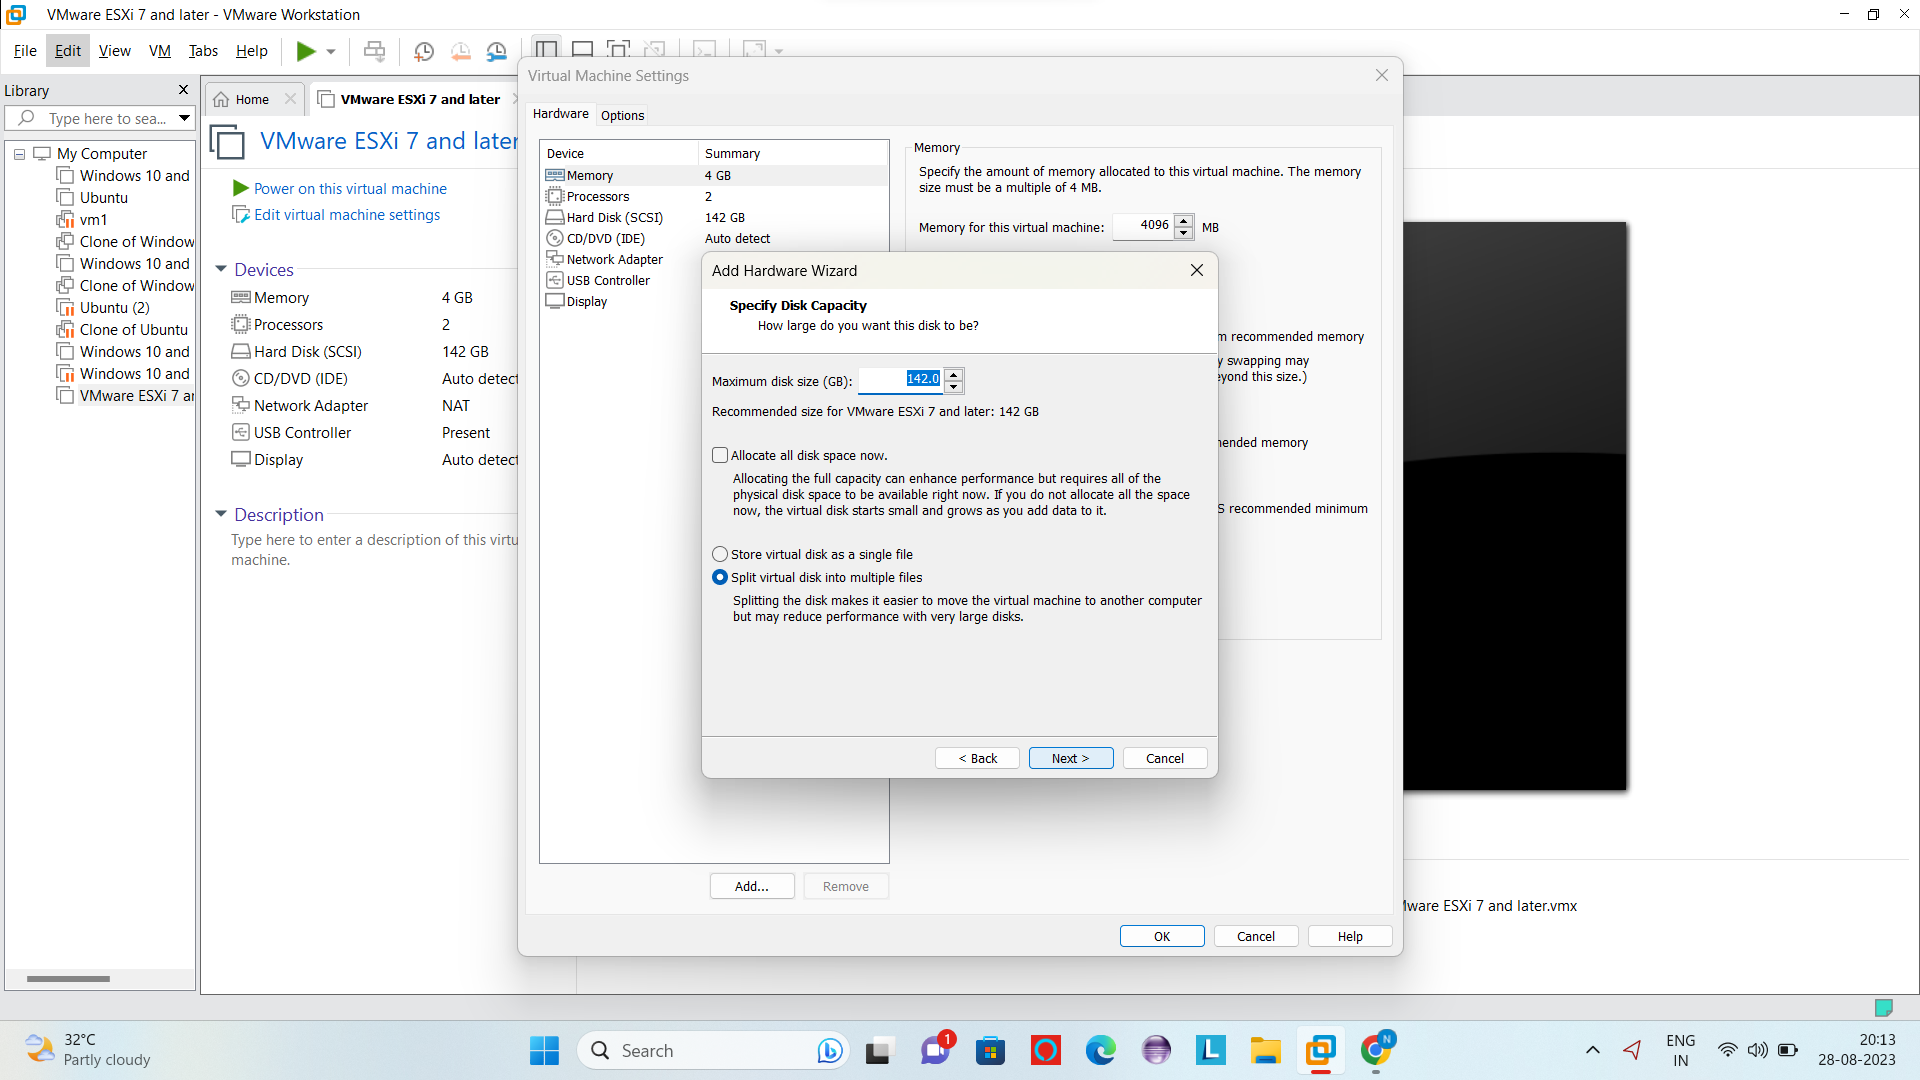 VMware ESXi 7 and later - VMware Workstation
File Edit View VM Tabs Help
Library
Type here to sea...
My Computer
Windows 10 and
Ubuntu
vm1
Clone of Window
Windows 10 and
Clone of Window
Ubuntu (2)
Clone of Ubuntu
Windows 10 and
Windows 10 and
VMware ESXi 7 ar
Home
VMware ESXi 7 and later
VMware ESXi 7 and later
Power on this virtual machine
Edit virtual machine settings
Devices
Memory 4 GB
Processors 2
Hard Disk (SCSI) 142 GB
CD/DVD (IDE) Auto detect
Network Adapter NAT
USB Controller Present
Display Auto detect
Description
Type here to enter a description of this virtu
machine.
Virtual Machine Settings
Hardware Options
Device Summary
Memory 4 GB
Processors 2
Hard Disk (SCSI) 142 GB
CD/DVD (IDE) Auto detect
Network Adapter
USB Controller
Display
Memory
Specify the amount of memory allocated to this virtual machine. The memory
size must be a multiple of 4 MB.
Memory for this virtual machine: 4096 MB
m recommended memory
y swapping may
eyond this size.)
nended memory
S recommended minimum
Add Hardware Wizard
Specify Disk Capacity
How large do you want this disk to be?
Maximum disk size (GB): 142.0
Recommended size for VMware ESXi 7 and later: 142 GB
Allocate all disk space now.
Allocating the full capacity can enhance performance but requires all of the
physical disk space to be available right now. If you do not allocate all the space
now, the virtual disk starts small and grows as you add data to it.
Store virtual disk as a single file
Split virtual disk into multiple files
Splitting the disk makes it easier to move the virtual machine to another computer
but may reduce performance with very large disks.
< Back Next > Cancel
Add... Remove
OK Cancel Help
Mware ESXi 7 and later.vmx
32°C
Partly cloudy
Search
1
L
N
ENG
IN
20:13
28-08-2023